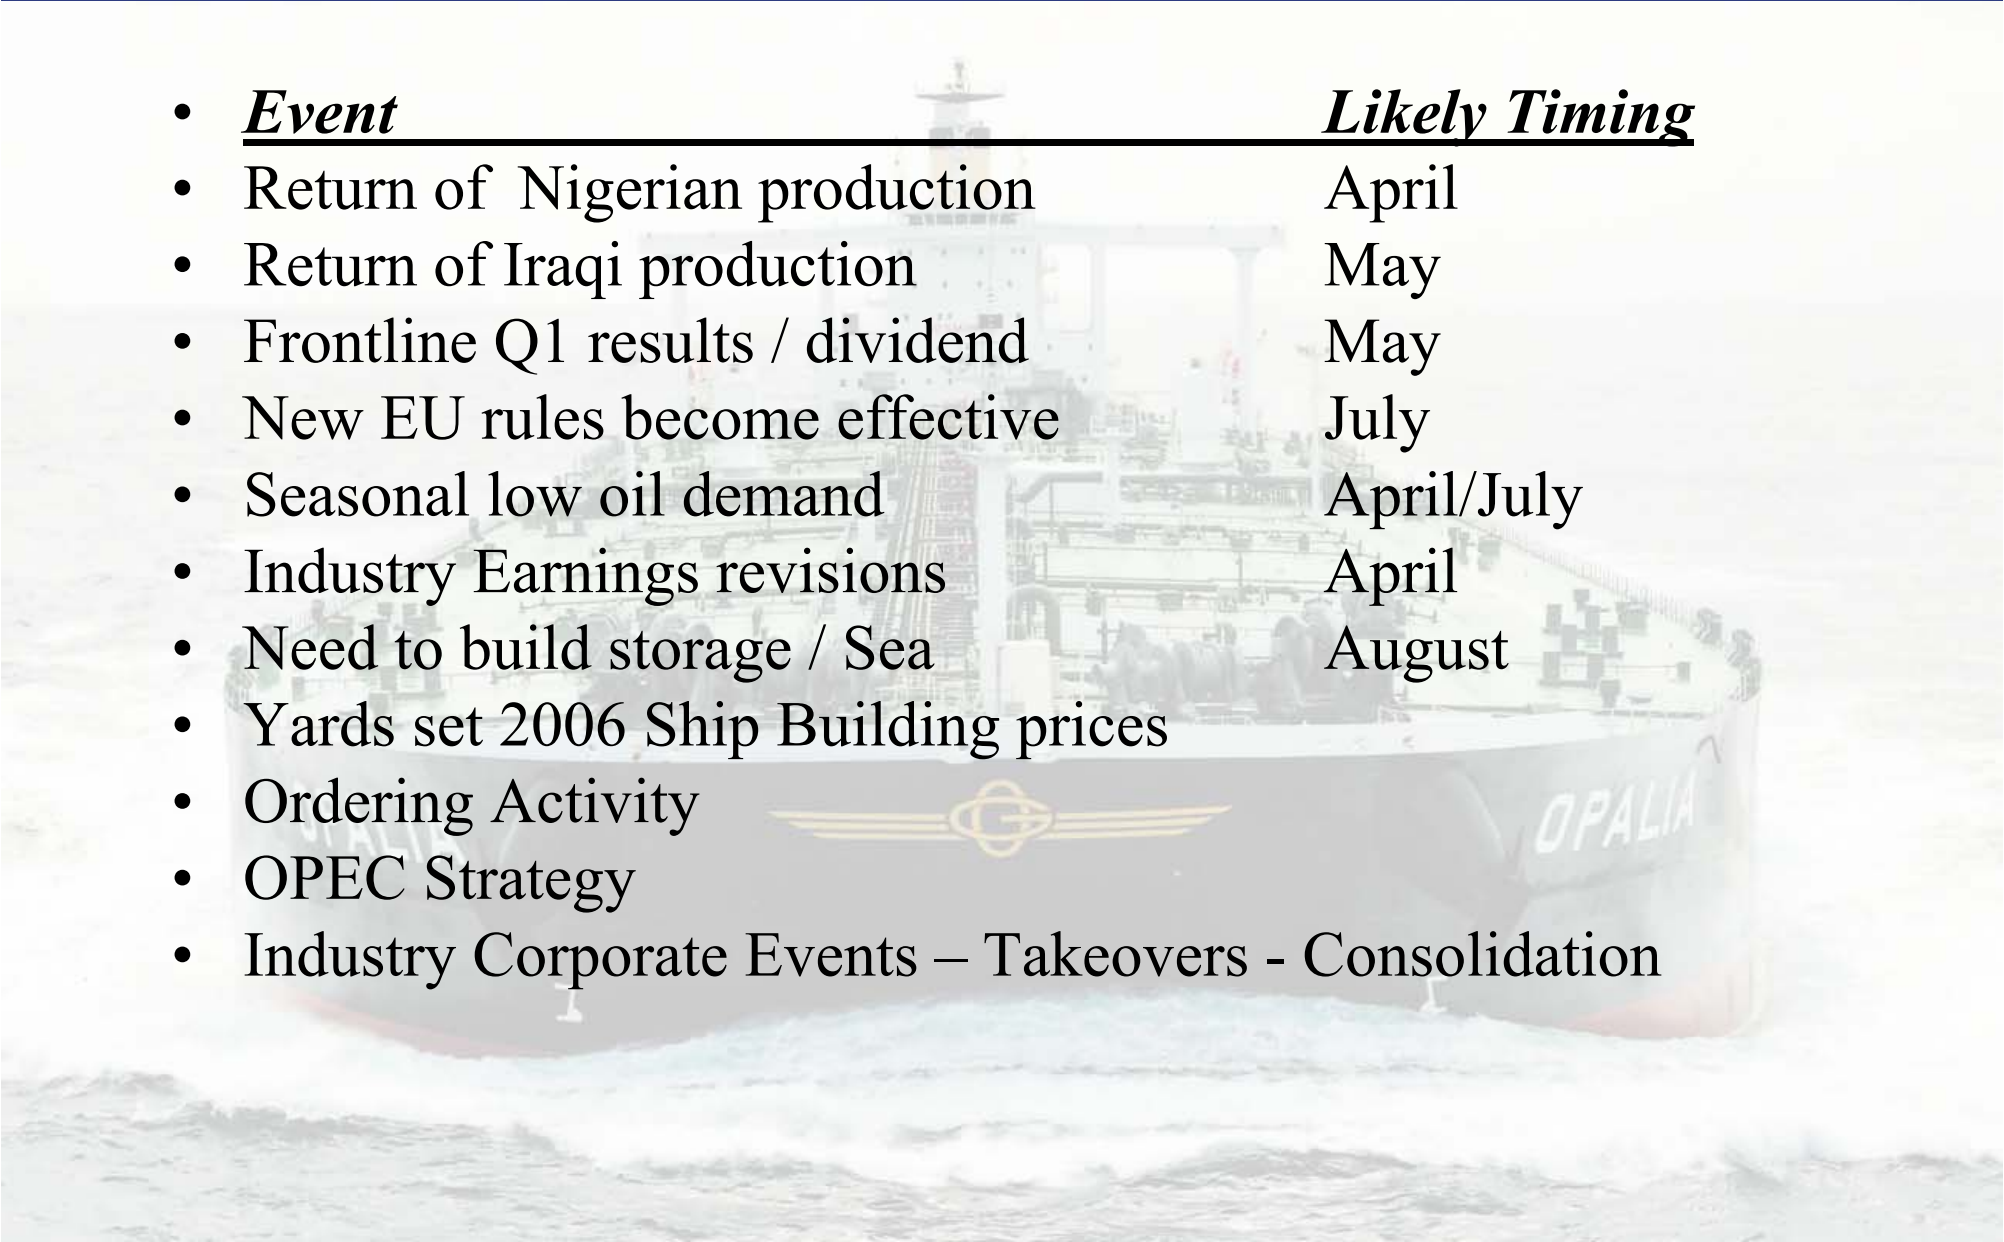 • Event Likely Timing
• Return of  Nigerian production April
• Return of Iraqi production May
• Frontline Q1 results / dividend May
• New EU rules become effective July
• Seasonal low oil demand April/July
• Industry Earnings revisions April
• Need to build storage / Sea August
• Yards set 2006 Ship Building prices
• Ordering Activity
• OPEC Strategy
• Industry Corporate Events – Takeovers - Consolidation
OPALIA
OPALIA